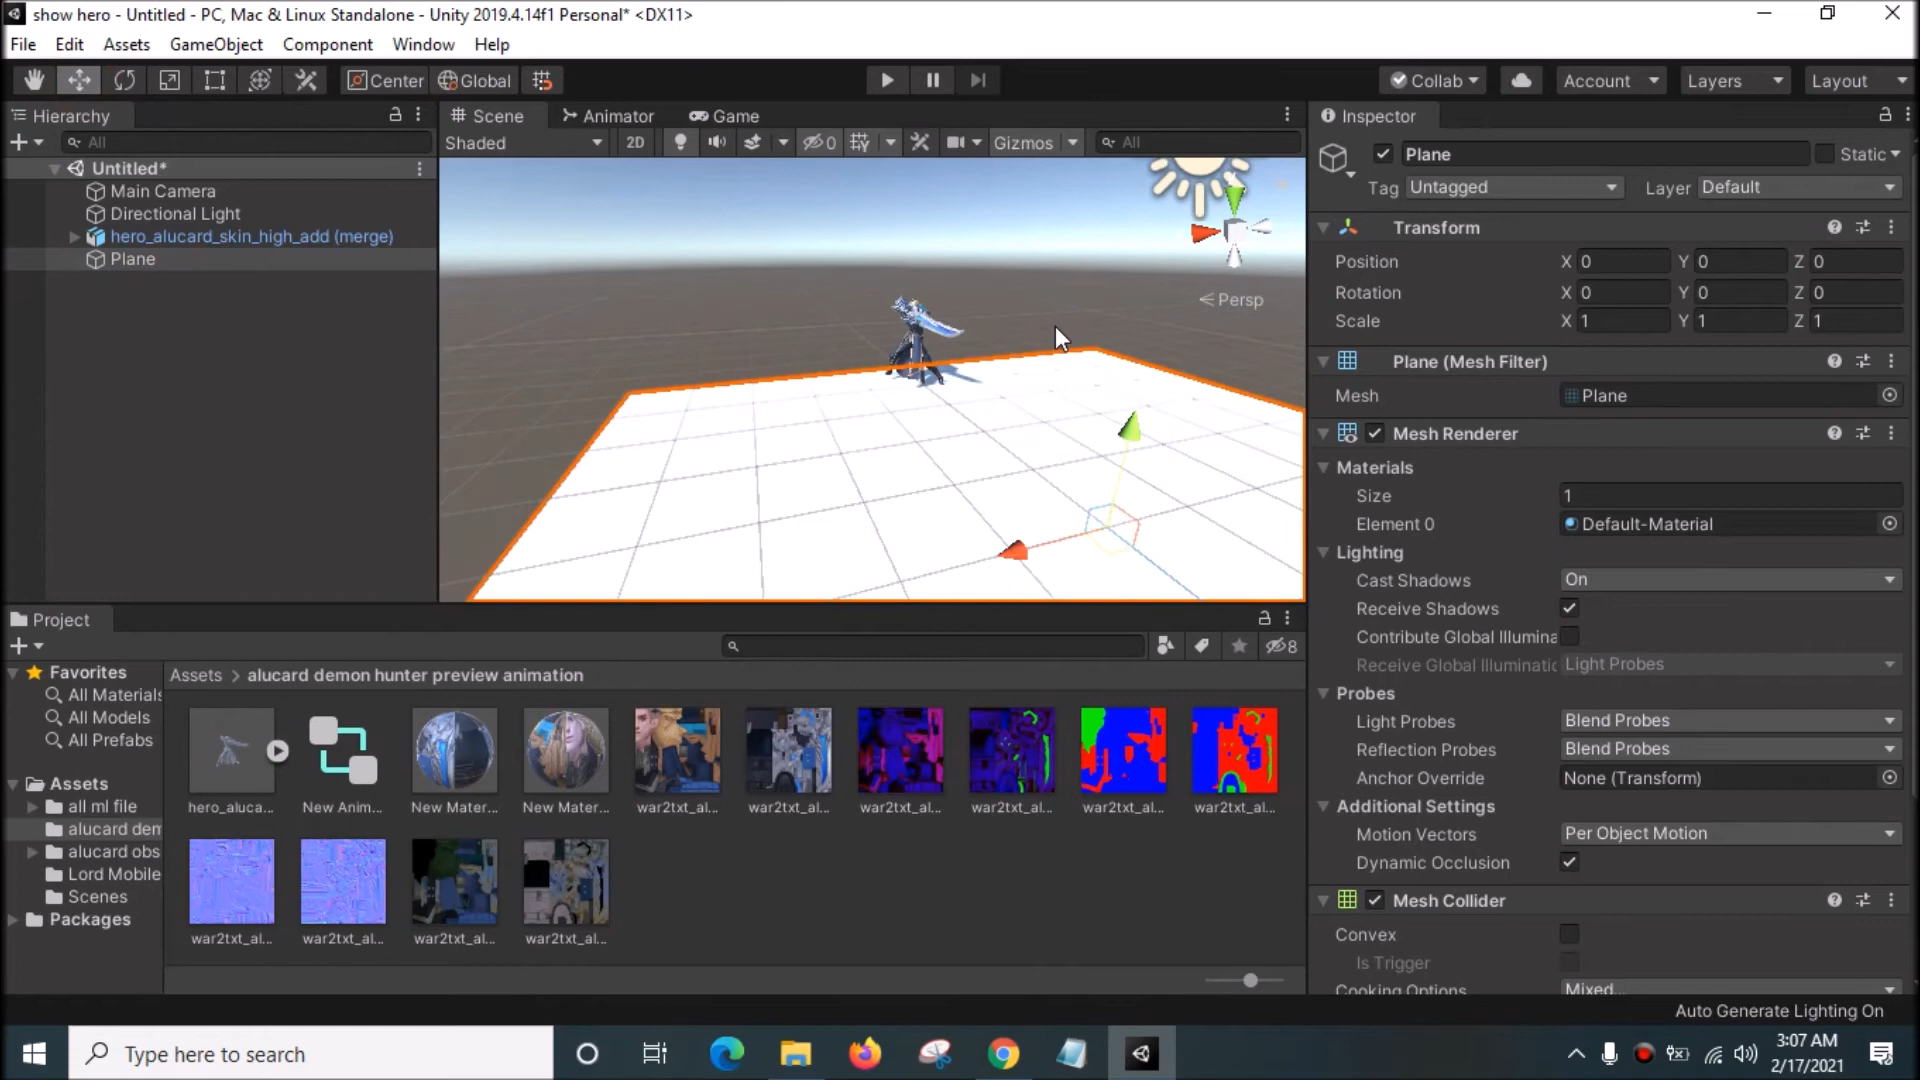 show hero - Untitled - PC, Mac & Linux Standalone - Unity 2019.4.14f1 Personal* <DX11>
File Edit Assets GameObject Component Window Help
Center Global Collab Account Layers Layout
Hierarchy
All
Untitled*
Main Camera
Directional Light
hero_alucard_skin_high_add (merge)
Plane
Scene Animator Game
Shaded 2D 0 Gizmos All
Persp
Inspector
Plane Static
Tag Untagged Layer Default
Transform
Position X 0 Y 0 Z 0
Rotation X 0 Y 0 Z 0
Scale X 1 Y 1 Z 1
Plane (Mesh Filter)
Mesh Plane
Mesh Renderer
Materials
Size 1
Element 0 Default-Material
Lighting
Cast Shadows On
Receive Shadows
Contribute Global Illumina
Receive Global Illuminatic Light Probes
Probes
Light Probes Blend Probes
Reflection Probes Blend Probes
Anchor Override None (Transform)
Additional Settings
Motion Vectors Per Object Motion
Dynamic Occlusion
Mesh Collider
Convex
Is Trigger
Cooking Options Mixed...
Project
8
Favorites
All Materials
All Models
All Prefabs
Assets
all ml file
alucard dem
alucard obs
Lord Mobile
Scenes
Packages
Assets > alucard demon hunter preview animation
hero_aluca... New Anim... New Mater... New Mater... war2txt_al... war2txt_al... war2txt_al... war2txt_al... war2txt_al... war2txt_al...
war2txt_al... war2txt_al... war2txt_al... war2txt_al...
Auto Generate Lighting On
Type here to search
3:07 AM
2/17/2021